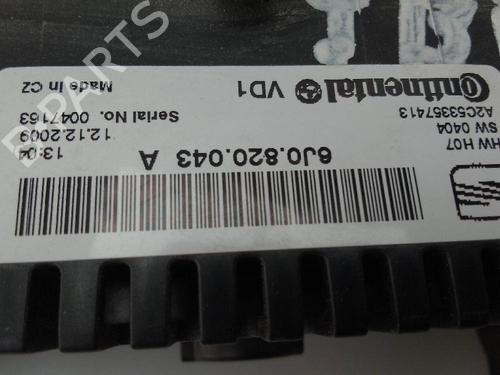 Continental VD1 Made in CZ
A2C53357413 Serial No. 0047163
SW 0404 12.12.2009
HW H07 13:04
6J0.820.043 A
B-PARTS